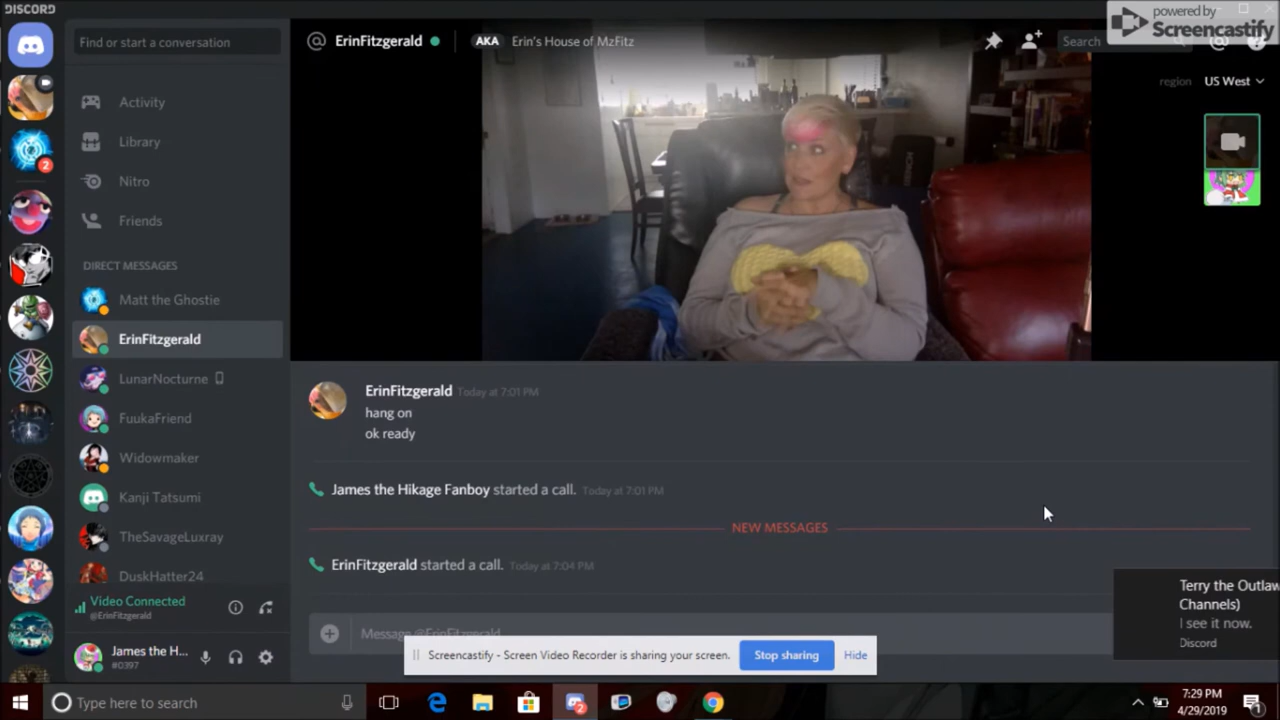 DISCORD
powered by
Screencastify
Find or start a conversation
ErinFitzgerald
AKA Erin's House of MzFitz
Search
region US West
Activity
Library
Nitro
Friends
DIRECT MESSAGES
Matt the Ghostie
ErinFitzgerald
LunarNocturne
FuukaFriend
Widowmaker
Kanji Tatsumi
TheSavageLuxray
DuskHatter24
2
ErinFitzgerald Today at 7:01 PM
hang on
ok ready
James the Hikage Fanboy started a call. Today at 7:01 PM
NEW MESSAGES
ErinFitzgerald started a call. Today at 7:04 PM
Message @ErinFitzgerald
Video Connected
@ErinFitzgerald
James the H...
#0397
Terry the Outlaw
Channels)
I see it now.
Discord
Screencastify - Screen Video Recorder is sharing your screen. Stop sharing Hide
Type here to search
2
7:29 PM
4/29/2019
1